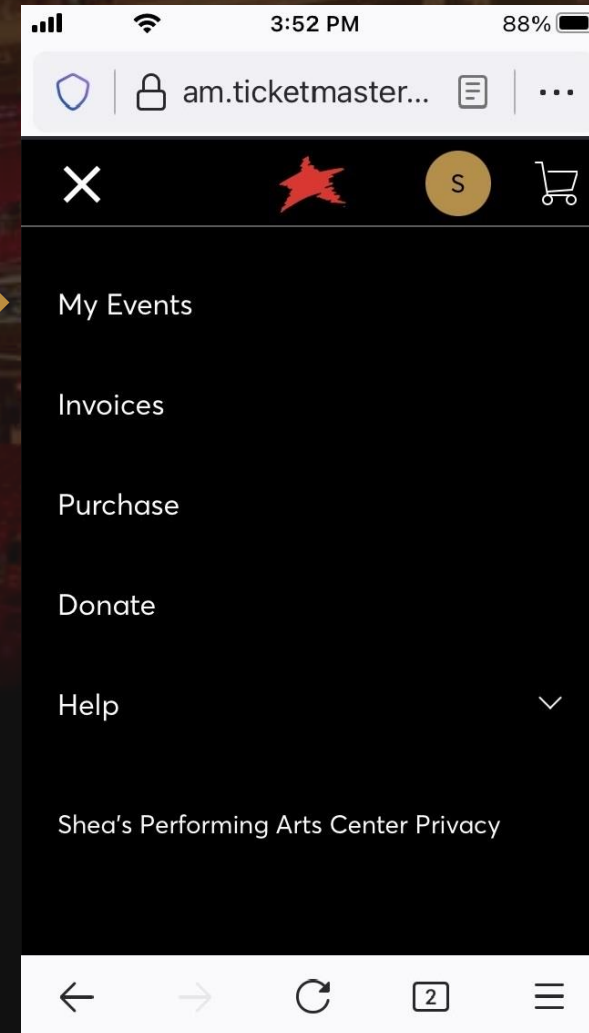 3:52 PM 88%
am.ticketmaster... ...
S
My Events
Invoices
Purchase
Donate
Help
Shea's Performing Arts Center Privacy
2